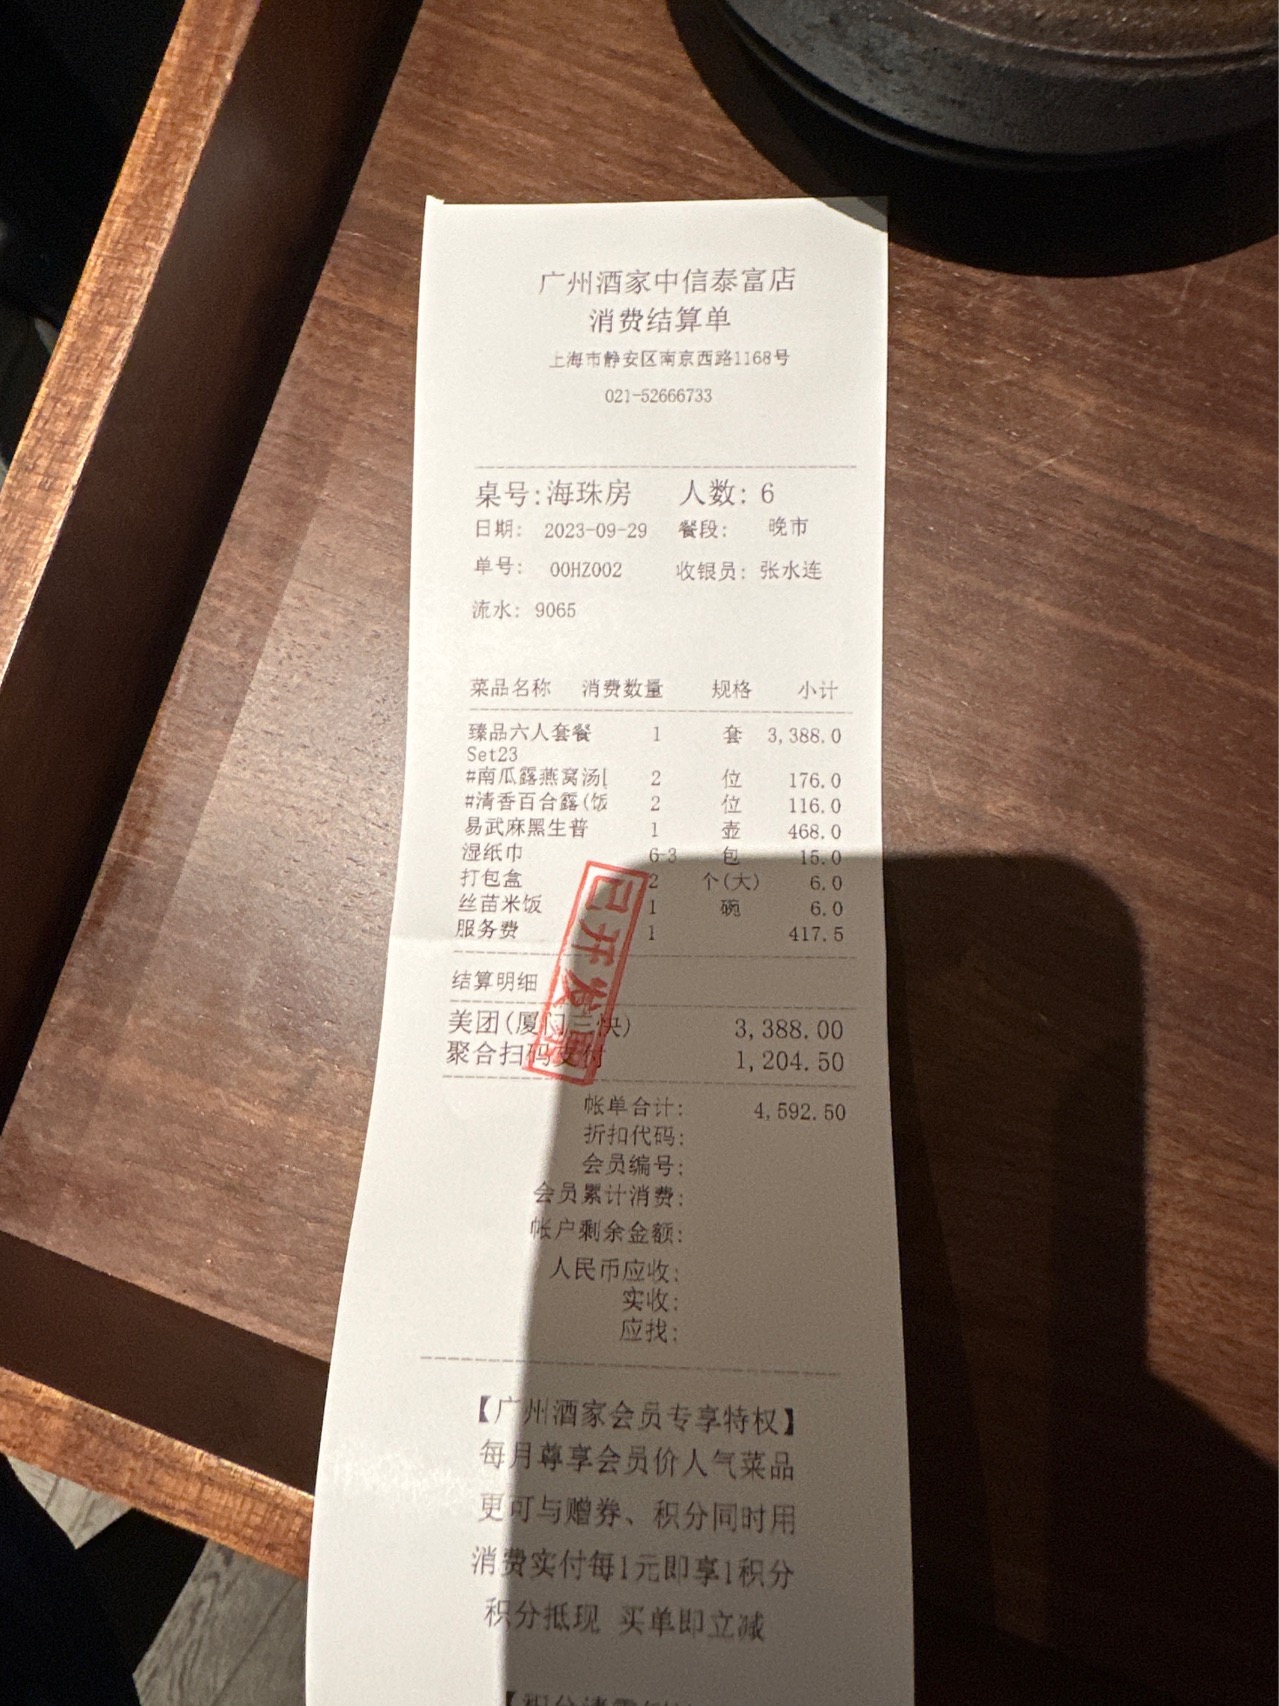 广州酒家中信泰富店
消费结算单
上海市静安区南京西路1168号
021-52666733
桌号:海珠房 人数: 6
日期: 2023-09-29 餐段: 晚市
单号: 00HZ002 收银员: 张水连
流水: 9065
菜品名称 消费数量 规格 小计
臻品六人套餐 1 套 3,388.0
Set23
#南瓜露燕窝汤[ 2 位 176.0
#清香百合露(饭 2 位 116.0
易武麻黑生普 1 壶 468.0
湿纸巾 6-3 包 15.0
打包盒 2 个(大) 6.0
丝苗米饭 1 碗 6.0
服务费 1 417.5
已开发票
结算明细
美团(厦门三快) 3,388.00
聚合扫码支付 1,204.50
帐单合计: 4,592.50
折扣代码:
会员编号:
会员累计消费:
帐户剩余金额:
人民币应收:
实收:
应找:
【广州酒家会员专享特权】
每月尊享会员价人气菜品
更可与赠券、积分同时用
消费实付每1元即享1积分
积分抵现 买单即立减